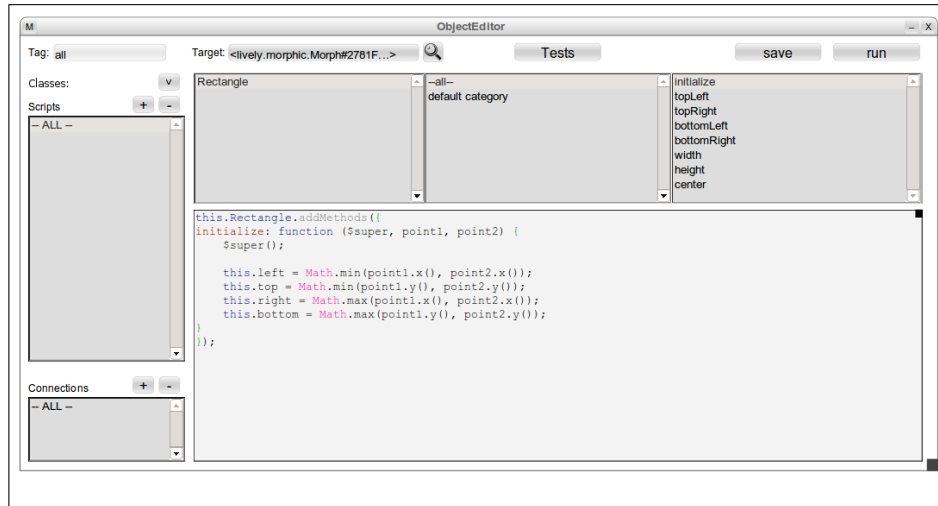 M ObjectEditor – X
Tag: all Target: <lively.morphic.Morph#2781F...> Tests save run
Classes: v
Scripts + -
-- ALL --
Rectangle
--all--
default category
initialize
topLeft
topRight
bottomLeft
bottomRight
width
height
center
this.Rectangle.addMethods({
initialize: function ($super, point1, point2) {
$super();
this.left = Math.min(point1.x(), point2.x());
this.top = Math.min(point1.y(), point2.y());
this.right = Math.max(point1.x(), point2.x());
this.bottom = Math.max(point1.y(), point2.y());
}
});
Connections + -
-- ALL --